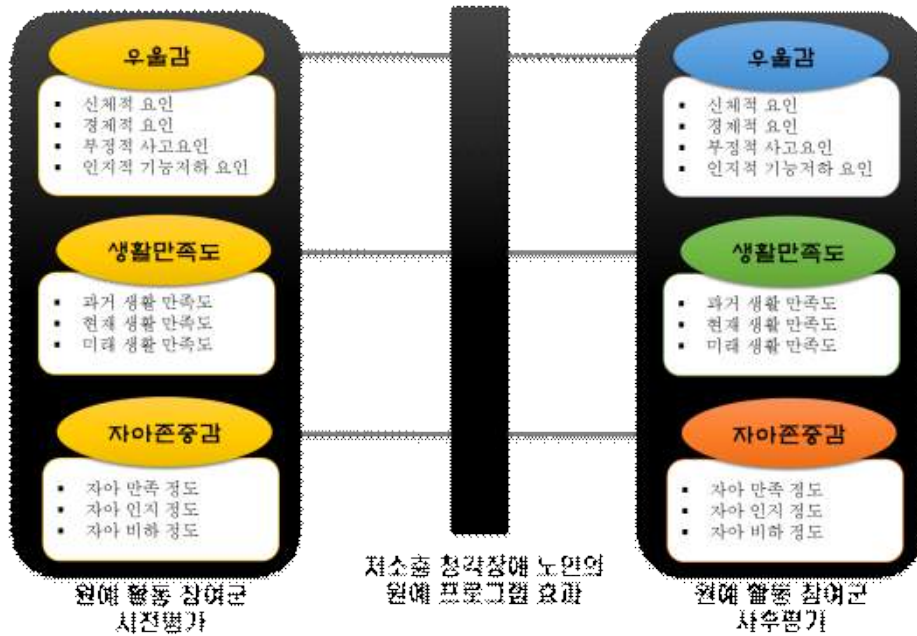 우울감
▪ 신체적 요인
▪ 경제적 요인
▪ 부정적 사고요인
▪ 인지적 기능저하 요인
생활만족도
▪ 과거 생활 만족도
▪ 현재 생활 만족도
▪ 미래 생활 만족도
자아존중감
▪ 자아 만족 정도
▪ 자아 인지 정도
▪ 자아 비하 정도
원예 활동 참여군
사전평가
저소출 청각장애 노인의
원예 프로그램 효과
우울감
▪ 신체적 요인
▪ 경제적 요인
▪ 부정적 사고요인
▪ 인지적 기능저하 요인
생활만족도
▪ 과거 생활 만족도
▪ 현재 생활 만족도
▪ 미래 생활 만족도
자아존중감
▪ 자아 만족 정도
▪ 자아 인지 정도
▪ 자아 비하 정도
원예 활동 참여군
사후평가